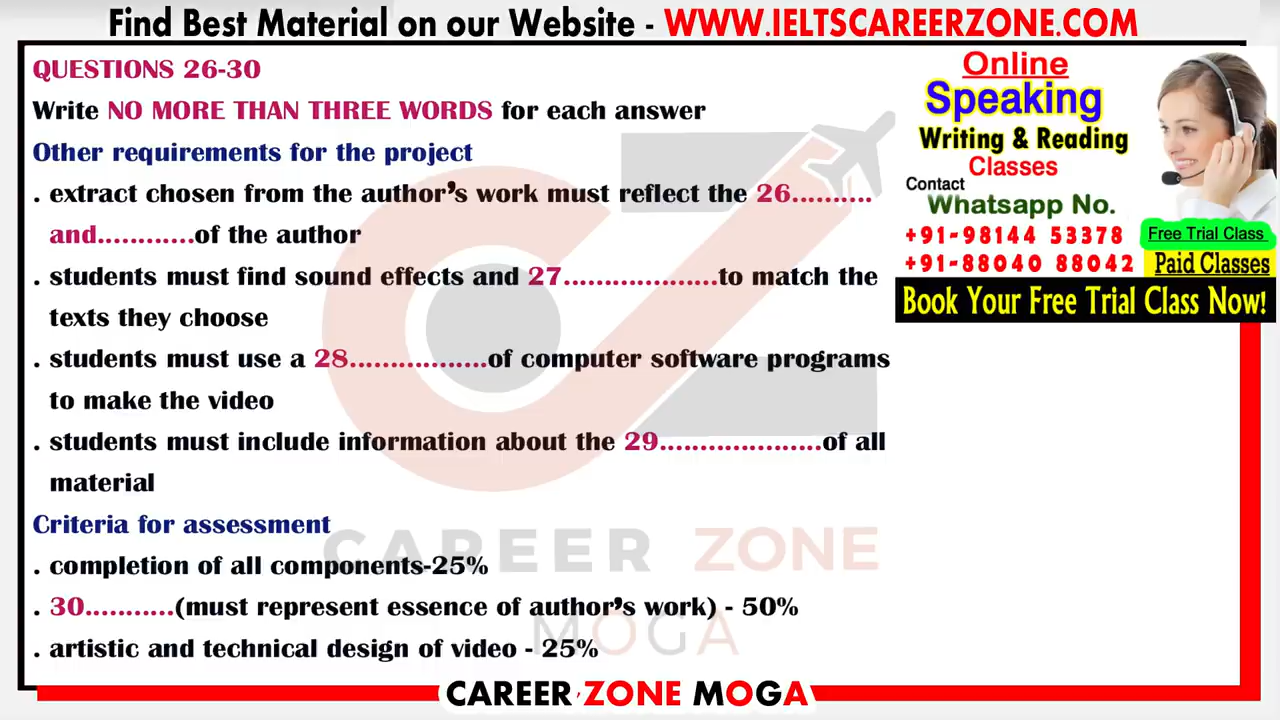 Find Best Material on our Website - WWW.IELTSCAREERZONE.COM
QUESTIONS 26-30
Write NO MORE THAN THREE WORDS for each answer
Other requirements for the project
. extract chosen from the author's work must reflect the 26..........
and............of the author
. students must find sound effects and 27...................to match the
texts they choose
. students must use a 28.................of computer software programs
to make the video
. students must include information about the 29....................of all
material
Criteria for assessment
. completion of all components-25%
. 30...........(must represent essence of author's work) - 50%
. artistic and technical design of video - 25%
Online
Speaking
Writing & Reading
Classes
Contact
Whatsapp No.
+91-98144 53378
+91-88040 88042
Free Trial Class
Paid Classes
Book Your Free Trial Class Now!
CAREER ZONE
MOGA
CAREER ZONE MOGA